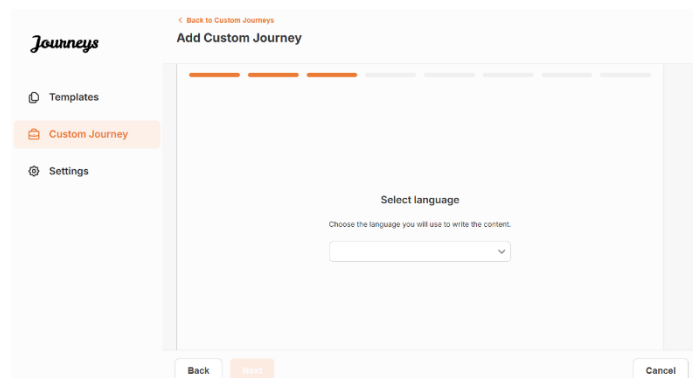 < Back to Custom Journeys
Add Custom Journey
Journeys
Templates
Custom Journey
Settings
Select language
Choose the language you will use to write the content.
Back
Next
Cancel